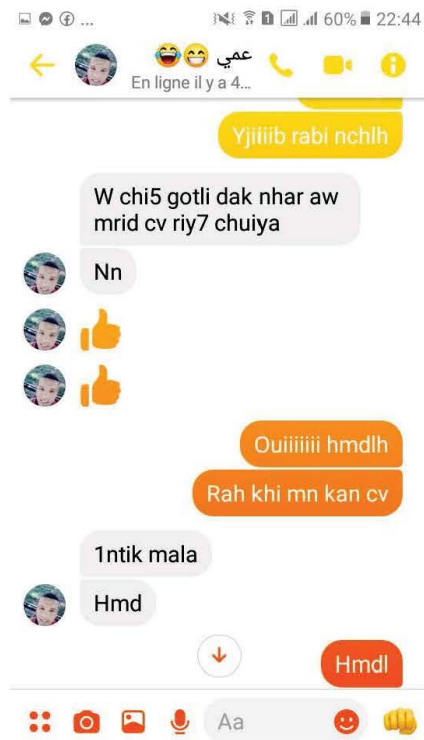 60% 22:44
عمي 😁😂
En ligne il y a 4...
Yjiiiib rabi nchlh
W chi5 gotli dak nhar aw
mrid cv riy7 chuiya
Nn
Ouiiiiiii hmdlh
Rah khi mn kan cv
1ntik mala
Hmd
Hmdl
Aa